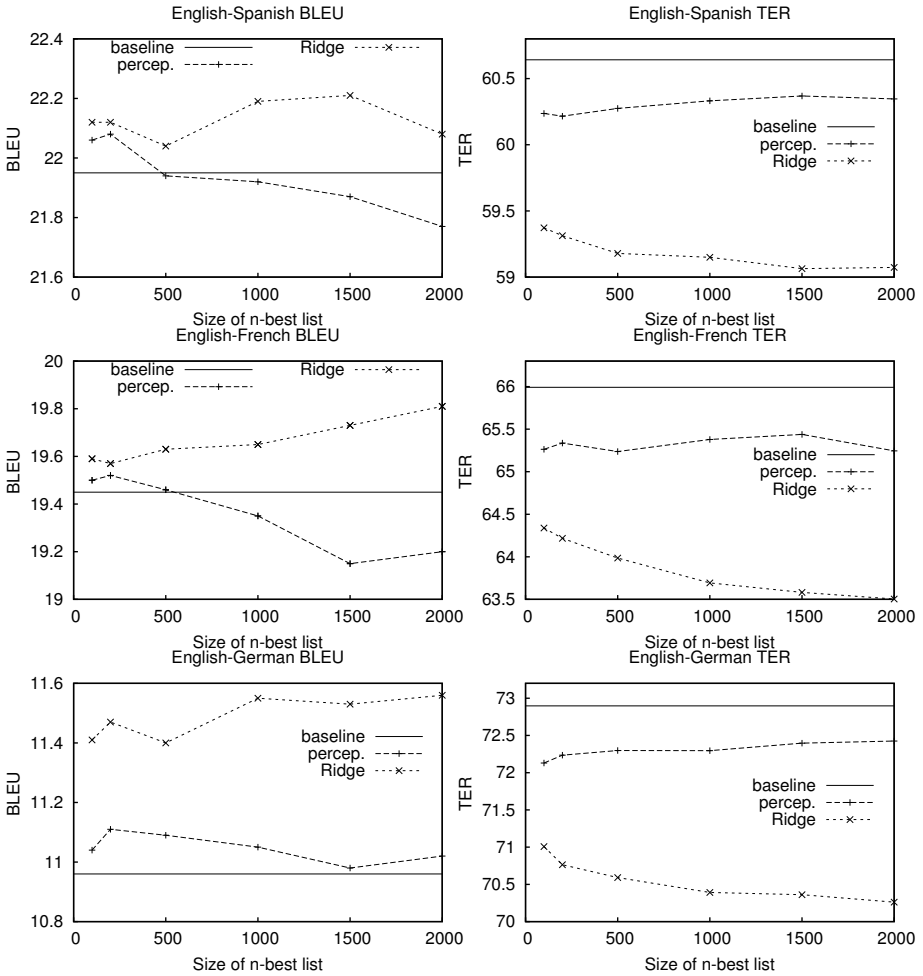 English-Spanish BLEU
22.4
22.2
22
21.8
21.6
BLEU
baseline
percep.
Ridge
0 500 1000 1500 2000
Size of n-best list
English-Spanish TER
60.5
60
59.5
59
TER
baseline
percep.
Ridge
0 500 1000 1500 2000
Size of n-best list
English-French BLEU
20
19.8
19.6
19.4
19.2
19
BLEU
baseline
percep.
Ridge
0 500 1000 1500 2000
Size of n-best list
English-French TER
66
65.5
65
64.5
64
63.5
TER
baseline
percep.
Ridge
0 500 1000 1500 2000
Size of n-best list
English-German BLEU
11.6
11.4
11.2
11
10.8
BLEU
baseline
percep.
Ridge
0 500 1000 1500 2000
Size of n-best list
English-German TER
73
72.5
72
71.5
71
70.5
70
TER
baseline
percep.
Ridge
0 500 1000 1500 2000
Size of n-best list